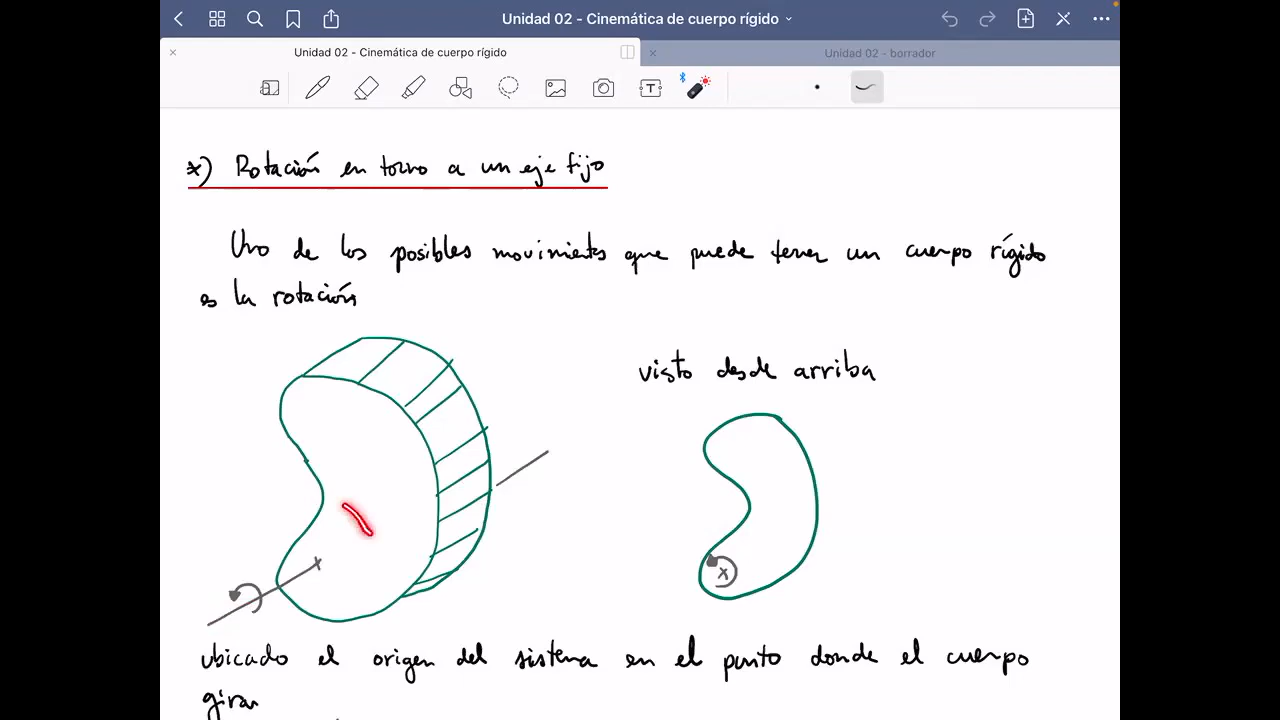 Unidad 02 - Cinemática de cuerpo rígido
Unidad 02 - Cinemática de cuerpo rígido
Unidad 02 - borrador
*) Rotación en torno a un eje fijo
Uno de los posibles movimientos que puede tener un cuerpo rígido
es la rotación
visto desde arriba
ubicado el origen del sistema en el punto donde el cuerpo
girar